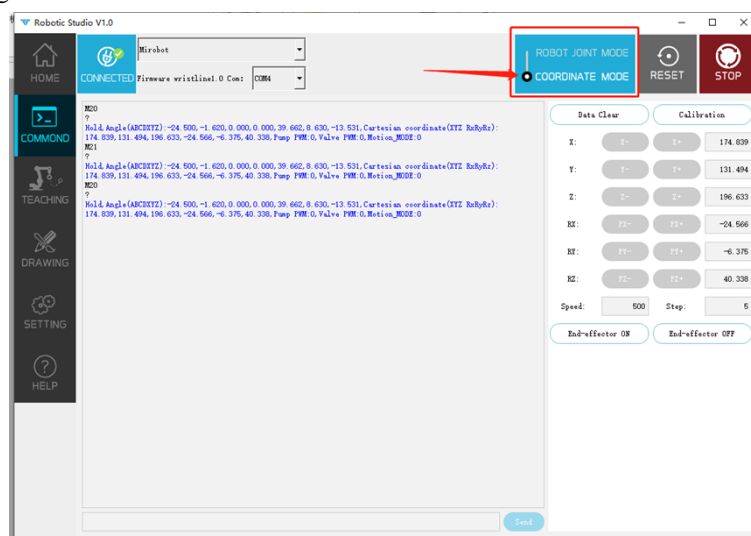 Robotic Studio V1.0
HOME
CONNECTED
Mirobot
Firmware wristline1.0 Com: COM4
ROBOT JOINT MODE
COORDINATE MODE
RESET
STOP
COMMOND
TEACHING
DRAWING
SETTING
HELP
M20
?
Hold,Angle(ABCDXYZ):-24.500,-1.620,0.000,0.000,39.662,8.630,-13.531,Cartesian coordinate(XYZ RxRyRz):
174.839,131.494,196.633,-24.566,-6.375,40.338,Pump PWM:0,Valve PWM:0,Motion_MODE:0
M21
?
Hold,Angle(ABCDXYZ):-24.500,-1.620,0.000,0.000,39.662,8.630,-13.531,Cartesian coordinate(XYZ RxRyRz):
174.839,131.494,196.633,-24.566,-6.375,40.338,Pump PWM:0,Valve PWM:0,Motion_MODE:0
M20
?
Hold,Angle(ABCDXYZ):-24.500,-1.620,0.000,0.000,39.662,8.630,-13.531,Cartesian coordinate(XYZ RxRyRz):
174.839,131.494,196.633,-24.566,-6.375,40.338,Pump PWM:0,Valve PWM:0,Motion_MODE:0
Send
Data Clear Calibration
X: X- X+ 174.839
Y: Y- Y+ 131.494
Z: Z- Z+ 196.633
RX: -24.566
RY: -6.375
RZ: 40.338
Speed: 500 Step: 5
End-effector ON End-effector OFF